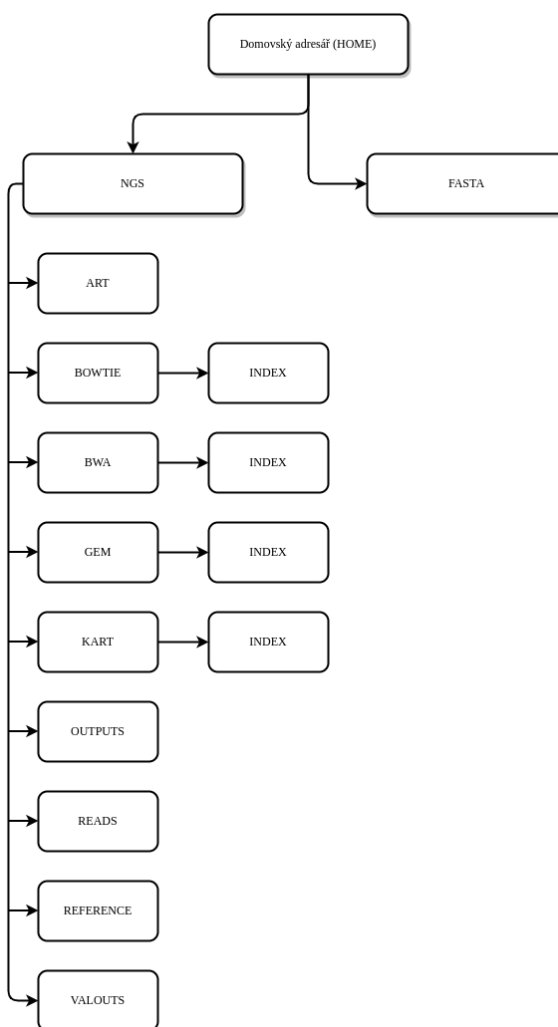 Domovský adresář (HOME)
NGS
FASTA
ART
BOWTIE
INDEX
BWA
INDEX
GEM
INDEX
KART
INDEX
OUTPUTS
READS
REFERENCE
VALOUTS